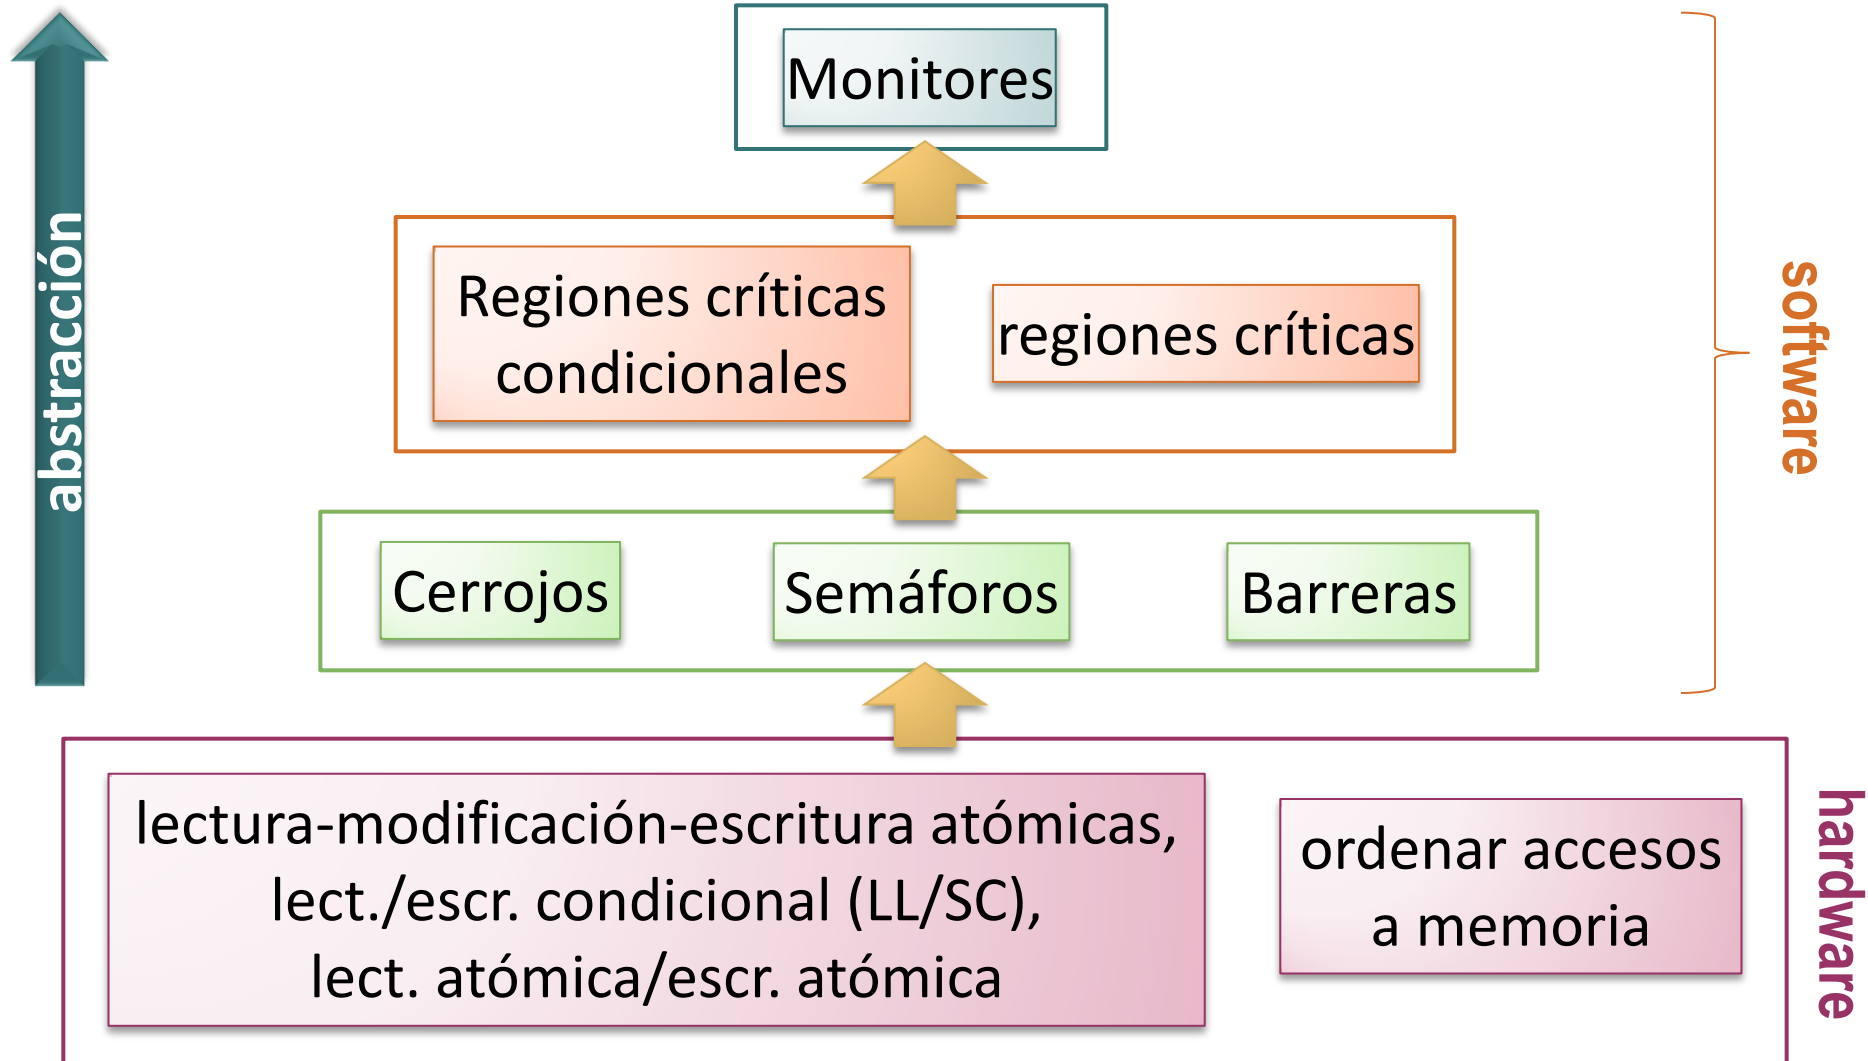 Monitores
Regiones críticas
condicionales
regiones críticas
Cerrojos
Semáforos
Barreras
lectura-modificación-escritura atómicas,
lect./escr. condicional (LL/SC),
lect. atómica/escr. atómica
ordenar accesos
a memoria
abstracción
software
hardware